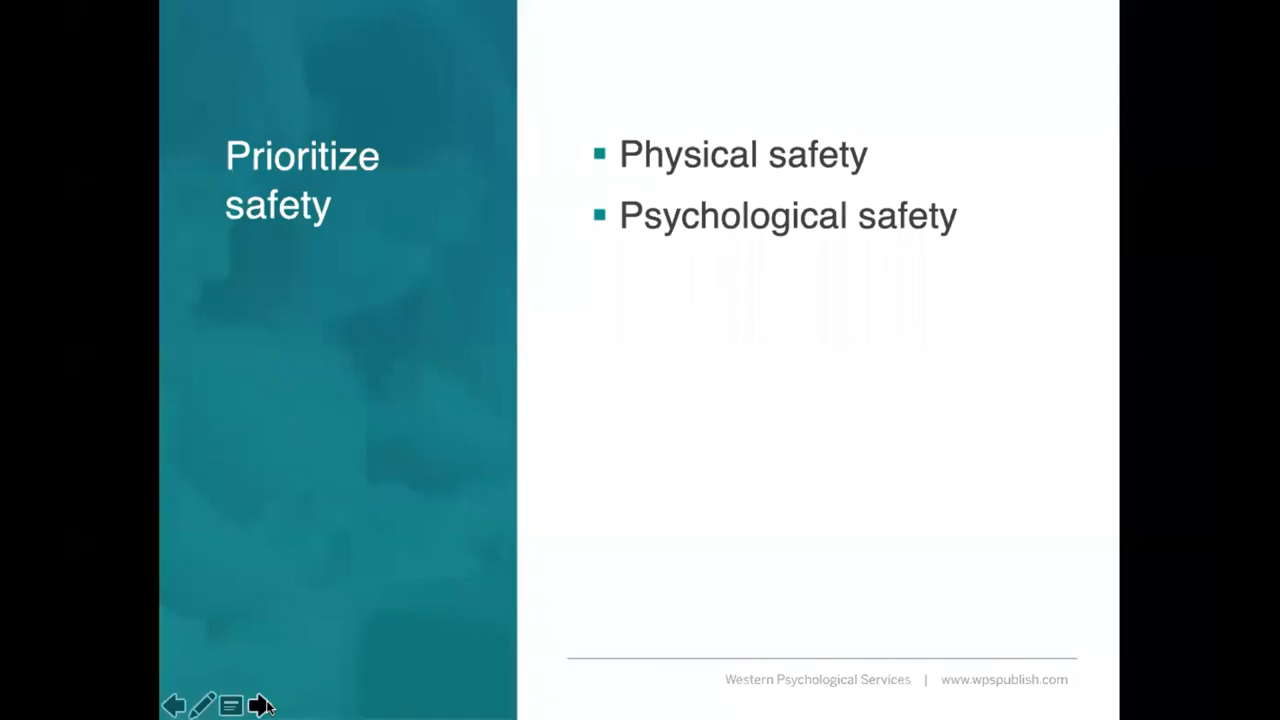 Prioritize
safety
Physical safety
Psychological safety
Western Psychological Services | www.wpspublish.com